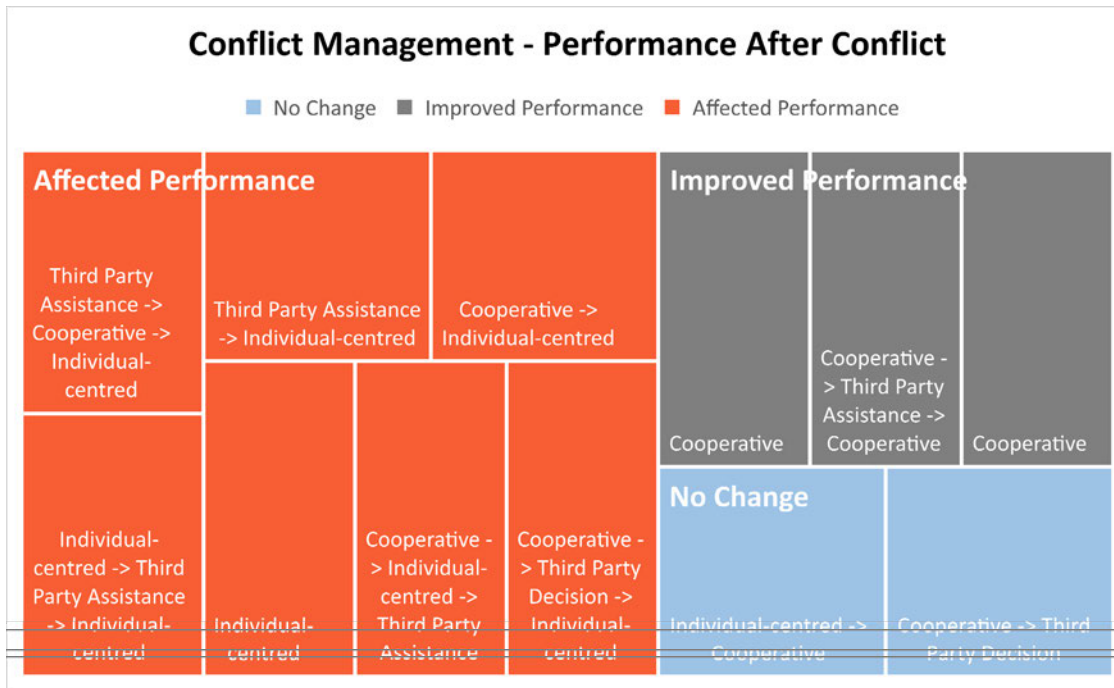 Conflict Management - Performance After Conflict
No Change
Improved Performance
Affected Performance
Affected Performance
Third Party
Assistance ->
Cooperative ->
Individual-
centred
Third Party Assistance
-> Individual-centred
Cooperative ->
Individual-centred
Individual-
centred -> Third
Party Assistance
-> Individual-
centred
Individual-
centred
Cooperative -
> Individual-
centred ->
Third Party
Assistance
Cooperative -
> Third Party
Decision ->
Individual-
centred
Improved Performance
Cooperative
Cooperative -
> Third Party
Assistance ->
Cooperative
Cooperative
No Change
Individual-centred ->
Cooperative
Cooperative -> Third
Party Decision